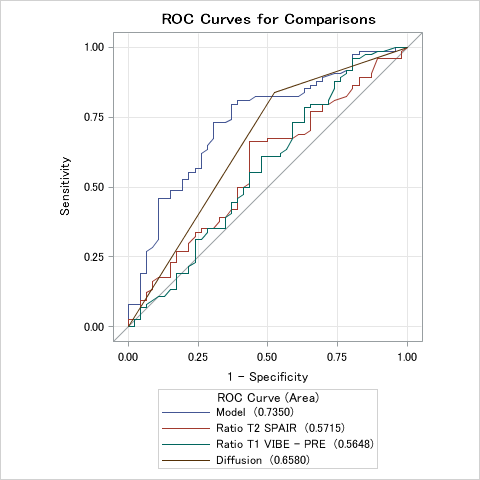 ROC Curves for Comparisons
1.00
0.75
0.50
0.25
0.00
Sensitivity
0.00 0.25 0.50 0.75 1.00
1 - Specificity
ROC Curve (Area)
Model (0.7350)
Ratio T2 SPAIR (0.5715)
Ratio T1 VIBE - PRE (0.5648)
Diffusion (0.6580)